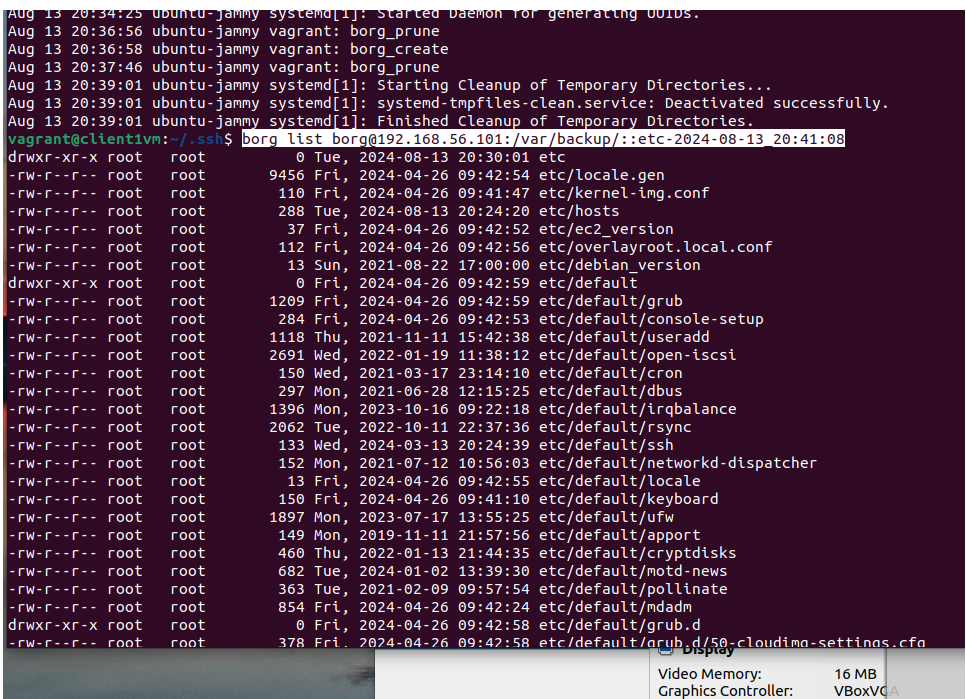 Aug 13 20:34:25 ubuntu-jammy systemd[1]: Started Daemon for generating UUIDs.
Aug 13 20:36:56 ubuntu-jammy vagrant: borg_prune
Aug 13 20:36:58 ubuntu-jammy vagrant: borg_create
Aug 13 20:37:46 ubuntu-jammy vagrant: borg_prune
Aug 13 20:39:01 ubuntu-jammy systemd[1]: Starting Cleanup of Temporary Directories...
Aug 13 20:39:01 ubuntu-jammy systemd[1]: systemd-tmpfiles-clean.service: Deactivated successfully.
Aug 13 20:39:01 ubuntu-jammy systemd[1]: Finished Cleanup of Temporary Directories.
vagrant@client1vm:~/.ssh$ borg list borg@192.168.56.101:/var/backup/::etc-2024-08-13_20:41:08
drwxr-xr-x root   root          0 Tue, 2024-08-13 20:30:01 etc
-rw-r--r-- root   root       9456 Fri, 2024-04-26 09:42:54 etc/locale.gen
-rw-r--r-- root   root        110 Fri, 2024-04-26 09:41:47 etc/kernel-img.conf
-rw-r--r-- root   root        288 Tue, 2024-08-13 20:24:20 etc/hosts
-rw-r--r-- root   root         37 Fri, 2024-04-26 09:42:52 etc/ec2_version
-rw-r--r-- root   root        112 Fri, 2024-04-26 09:42:56 etc/overlayroot.local.conf
-rw-r--r-- root   root         13 Sun, 2021-08-22 17:00:00 etc/debian_version
drwxr-xr-x root   root          0 Fri, 2024-04-26 09:42:59 etc/default
-rw-r--r-- root   root       1209 Fri, 2024-04-26 09:42:59 etc/default/grub
-rw-r--r-- root   root        284 Fri, 2024-04-26 09:42:53 etc/default/console-setup
-rw-r--r-- root   root       1118 Thu, 2021-11-11 15:42:38 etc/default/useradd
-rw-r--r-- root   root       2691 Wed, 2022-01-19 11:38:12 etc/default/open-iscsi
-rw-r--r-- root   root        150 Wed, 2021-03-17 23:14:10 etc/default/cron
-rw-r--r-- root   root        297 Mon, 2021-06-28 12:15:25 etc/default/dbus
-rw-r--r-- root   root       1396 Mon, 2023-10-16 09:22:18 etc/default/irqbalance
-rw-r--r-- root   root       2062 Tue, 2022-10-11 22:37:36 etc/default/rsync
-rw-r--r-- root   root        133 Wed, 2024-03-13 20:24:39 etc/default/ssh
-rw-r--r-- root   root        152 Mon, 2021-07-12 10:56:03 etc/default/networkd-dispatcher
-rw-r--r-- root   root         13 Fri, 2024-04-26 09:42:55 etc/default/locale
-rw-r--r-- root   root        150 Fri, 2024-04-26 09:41:10 etc/default/keyboard
-rw-r--r-- root   root       1897 Mon, 2023-07-17 13:55:25 etc/default/ufw
-rw-r--r-- root   root        149 Mon, 2019-11-11 21:57:56 etc/default/apport
-rw-r--r-- root   root        460 Thu, 2022-01-13 21:44:35 etc/default/cryptdisks
-rw-r--r-- root   root        682 Tue, 2024-01-02 13:39:30 etc/default/motd-news
-rw-r--r-- root   root        363 Tue, 2021-02-09 09:57:54 etc/default/pollinate
-rw-r--r-- root   root        854 Fri, 2024-04-26 09:42:24 etc/default/mdadm
drwxr-xr-x root   root          0 Fri, 2024-04-26 09:42:58 etc/default/grub.d
-rw-r--r-- root   root        378 Fri, 2024-04-26 09:42:58 etc/default/grub.d/50-cloudimg-settings.cfg
Display
Video Memory: 16 MB
Graphics Controller: VBoxVGA